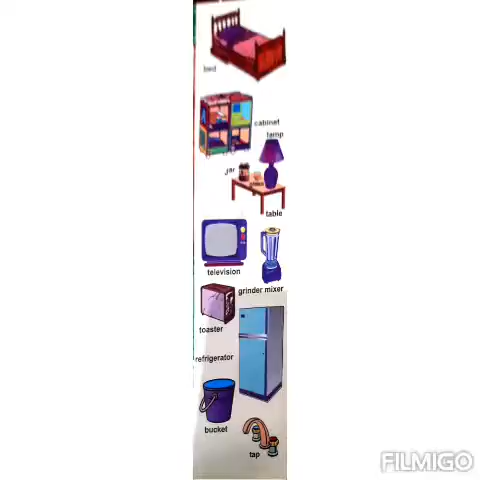 bed
cabinet
lamp
jar
table
television
grinder mixer
toaster
refrigerator
bucket
tap
FILMIGO